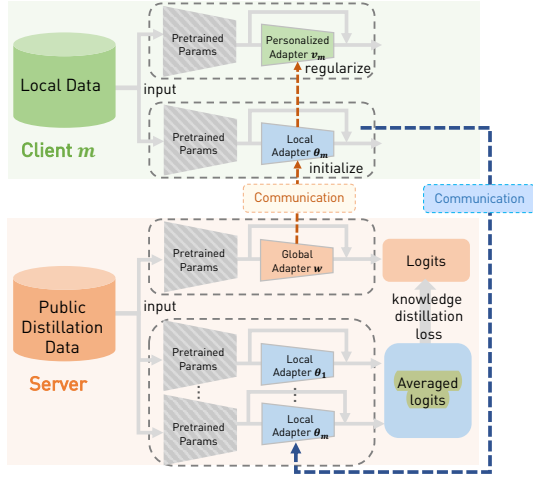 Local Data
Client m
input
Pretrained
Params
Personalized
Adapter v_m
regularize
Pretrained
Params
Local
Adapter θ_m
initialize
Communication
Communication
Public
Distillation
Data
Server
input
Pretrained
Params
Global
Adapter w
Logits
knowledge
distillation
loss
Pretrained
Params
Local
Adapter θ_1
Averaged
logits
Pretrained
Params
Local
Adapter θ_m